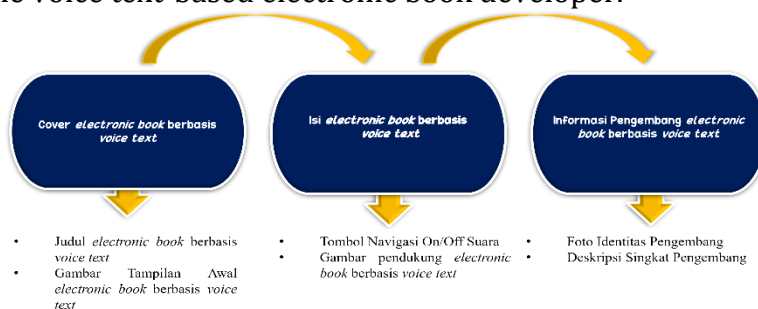 voice text-based electronic book developer.
Cover electronic book berbasis
voice text
Isi electronic book berbasis
voice text
Informasi Pengembang electronic
book berbasis voice text
• Judul electronic book berbasis
voice text
• Gambar Tampilan Awal
electronic book berbasis voice
text
• Tombol Navigasi On/Off Suara
• Gambar pendukung electronic
book berbasis voice text
• Foto Identitas Pengembang
• Deskripsi Singkat Pengembang